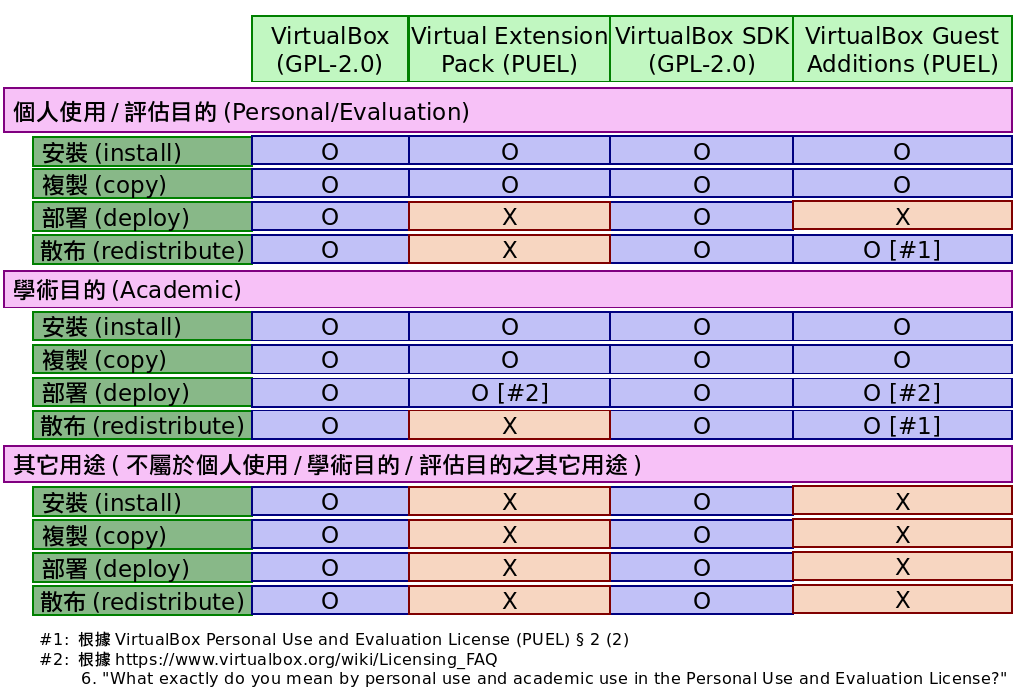 VirtualBox (GPL-2.0) Virtual Extension Pack (PUEL) VirtualBox SDK (GPL-2.0) VirtualBox Guest Additions (PUEL)
個人使用 / 評估目的 (Personal/Evaluation)
安裝 (install) O O O O
複製 (copy) O O O O
部署 (deploy) O X O X
散布 (redistribute) O X O O [#1]
學術目的 (Academic)
安裝 (install) O O O O
複製 (copy) O O O O
部署 (deploy) O O [#2] O O [#2]
散布 (redistribute) O X O O [#1]
其它用途 ( 不屬於個人使用 / 學術目的 / 評估目的之其它用途 )
安裝 (install) O X O X
複製 (copy) O X O X
部署 (deploy) O X O X
散布 (redistribute) O X O X
#1: 根據 VirtualBox Personal Use and Evaluation License (PUEL) § 2 (2)
#2: 根據 https://www.virtualbox.org/wiki/Licensing_FAQ
6. "What exactly do you mean by personal use and academic use in the Personal Use and Evaluation License?"